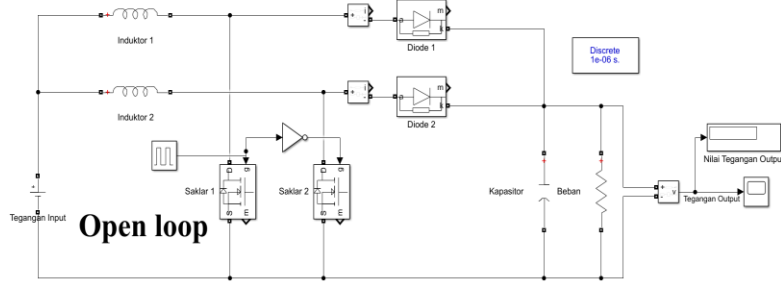 Induktor 1
+
i
-
a
m
k
Diode 1
Discrete
1e-06 s.
Induktor 2
+
i
-
a
m
k
Diode 2
Saklar 1
D
g
S
m
Saklar 2
D
g
S
m
Kapasitor
Beban
+
-
v
Nilai Tegangan Outpu
Tegangan Output
+
Tegangan Input
Open loop